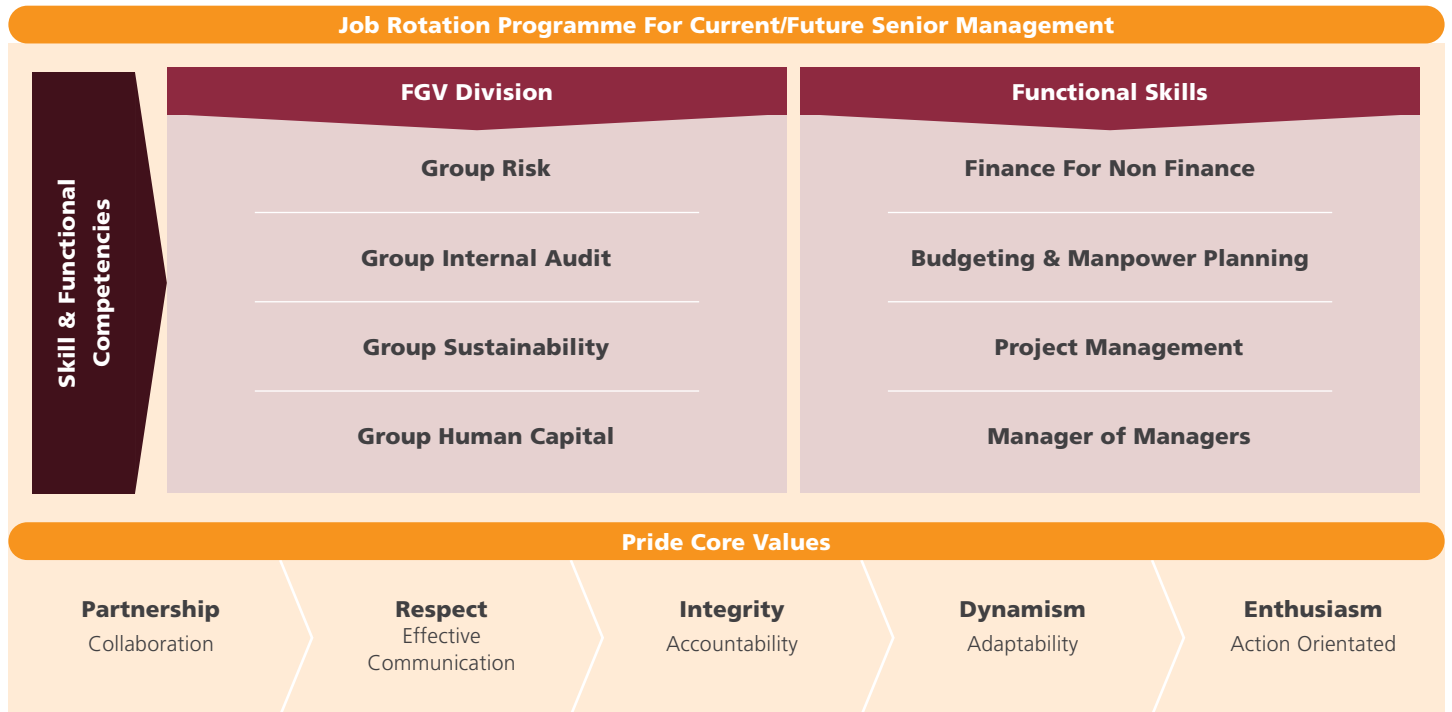 Job Rotation Programme For Current/Future Senior Management
Skill & Functional
Competencies
FGV Division
Group Risk
Group Internal Audit
Group Sustainability
Group Human Capital
Functional Skills
Finance For Non Finance
Budgeting & Manpower Planning
Project Management
Manager of Managers
Pride Core Values
Partnership
Collaboration
Respect
Effective
Communication
Integrity
Accountability
Dynamism
Adaptability
Enthusiasm
Action Orientated